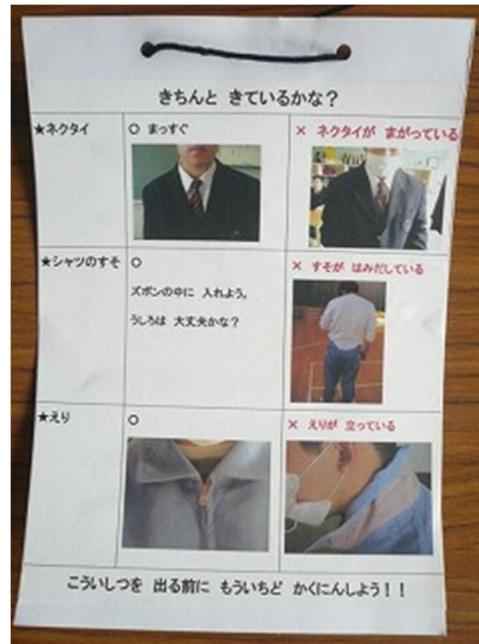 きちんと きているかな？
★ネクタイ
○ まっすぐ
× ネクタイが まがっている
★シャツのすそ
○
ズボンの中に 入れよう。
うしろは 大丈夫かな？
× すそが はみだしている
★えり
○
× えりが 立っている
こういしつを 出る前に もういちど かくにんしよう！！